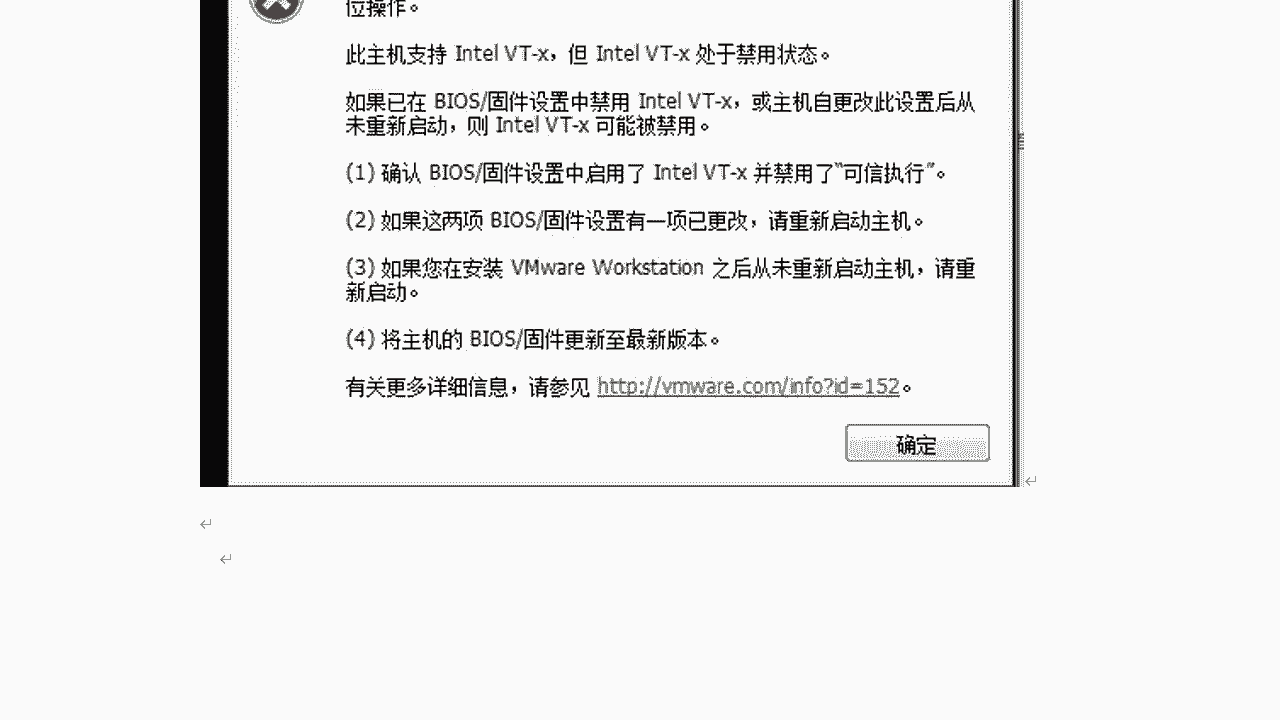 位操作。
此主机支持 Intel VT-x，但 Intel VT-x 处于禁用状态。
如果已在 BIOS/固件设置中禁用 Intel VT-x，或主机自更改此设置后从
未重新启动，则 Intel VT-x 可能被禁用。
(1) 确认 BIOS/固件设置中启用了 Intel VT-x 并禁用了“可信执行”。
(2) 如果这两项 BIOS/固件设置有一项已更改，请重新启动主机。
(3) 如果您在安装 VMware Workstation 之后从未重新启动主机，请重
新启动。
(4) 将主机的 BIOS/固件更新至最新版本。
有关更多详细信息，请参见 http://vmware.com/info?id=152。
确定